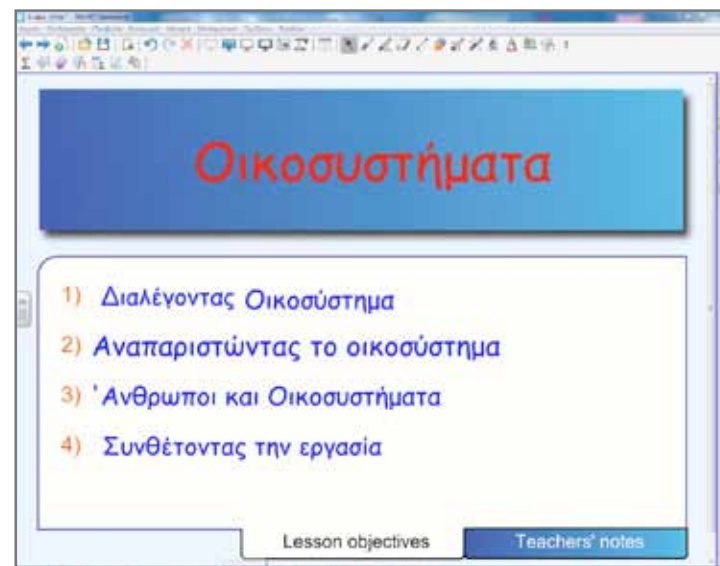 Οικοσυστήματα
1) Διαλέγοντας Οικοσύστημα
2) Αναπαριστώντας το οικοσύστημα
3) 'Ανθρωποι και Οικοσυστήματα
4) Συνθέτοντας την εργασία
Lesson objectives
Teachers' notes